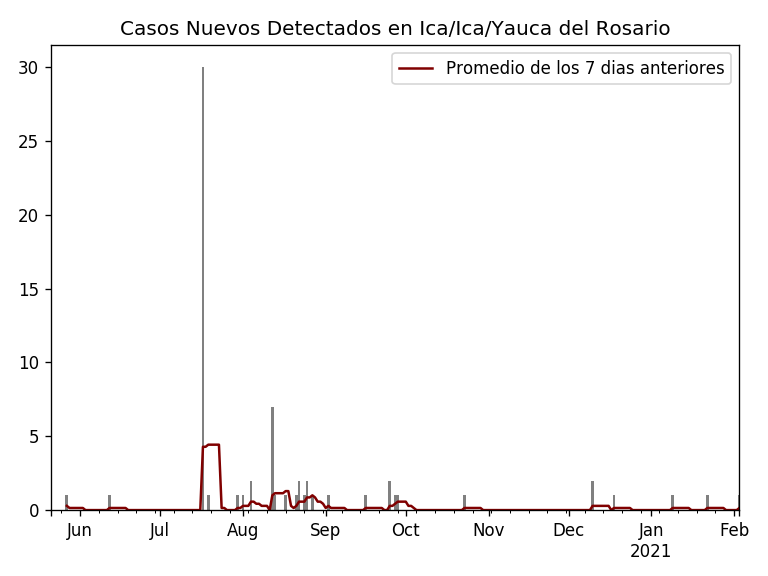 Casos Nuevos Detectados en Ica/Ica/Yauca del Rosario
Promedio de los 7 dias anteriores
30
25
20
15
10
5
0
Jun Jul Aug Sep Oct Nov Dec Jan Feb
2021